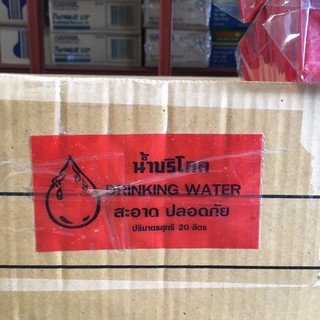 น้ำบริโภค
DRINKING WATER
สะอาด ปลอดภัย
ปริมาตรสุทธิ 20 ลิตร